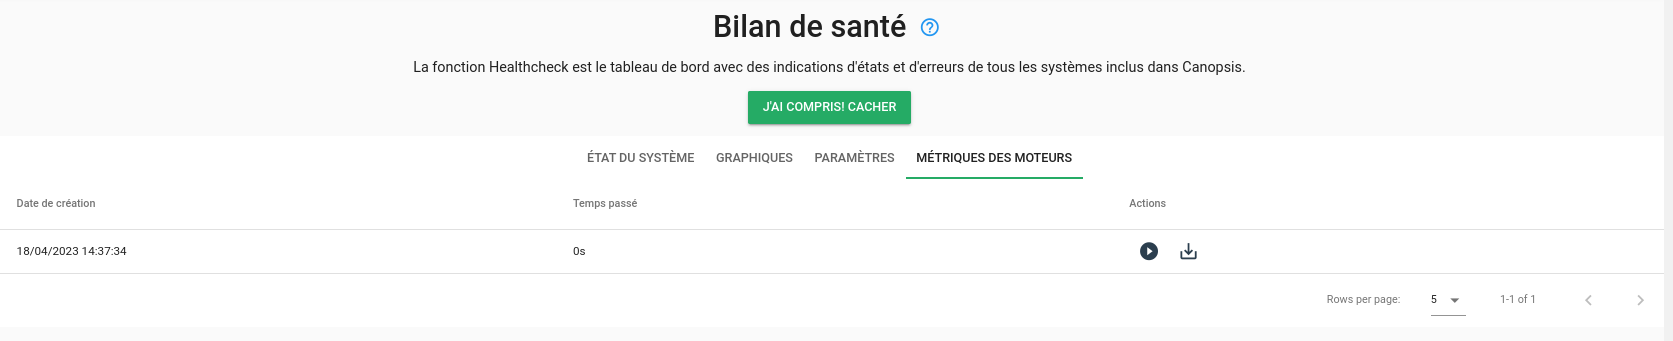 Bilan de santé
La fonction Healthcheck est le tableau de bord avec des indications d'états et d'erreurs de tous les systèmes inclus dans Canopsis.
J'AI COMPRIS! CACHER
ÉTAT DU SYSTÈME GRAPHIQUES PARAMÈTRES MÉTRIQUES DES MOTEURS
Date de création Temps passé Actions
18/04/2023 14:37:34 0s
Rows per page: 5 1-1 of 1